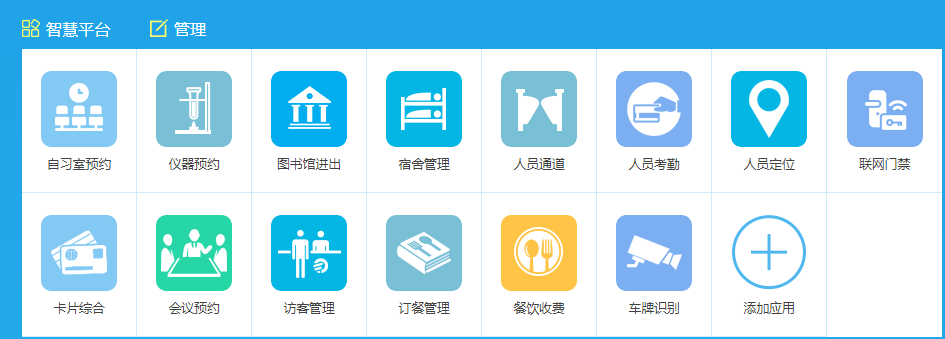 智慧平台 管理
自习室预约 仪器预约 图书馆进出 宿舍管理 人员通道 人员考勤 人员定位 联网门禁
卡片综合 会议预约 访客管理 订餐管理 餐饮收费 车牌识别 添加应用